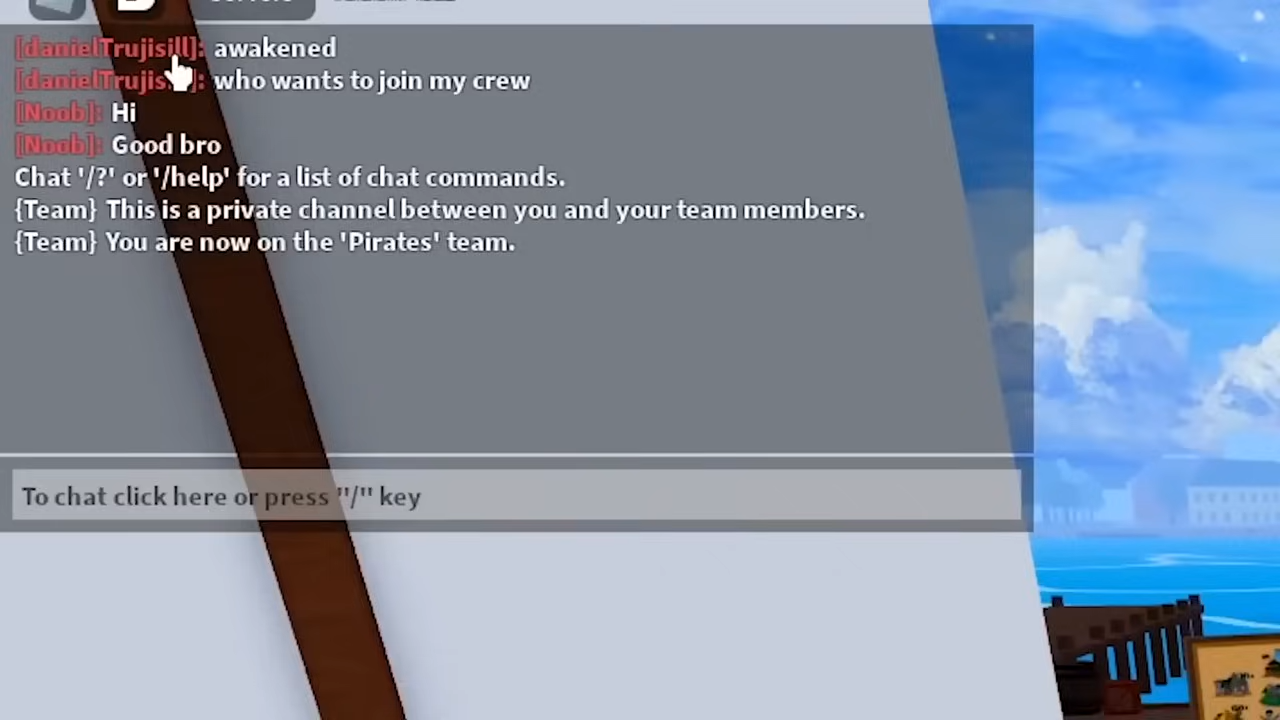 [danielTrujisill]: awakened
who wants to join my crew
[Noob]: Hi
[Noob]: Good bro
Chat '/?' or '/help' for a list of chat commands.
{Team} This is a private channel between you and your team members.
{Team} You are now on the 'Pirates' team.
To chat click here or press "/" key